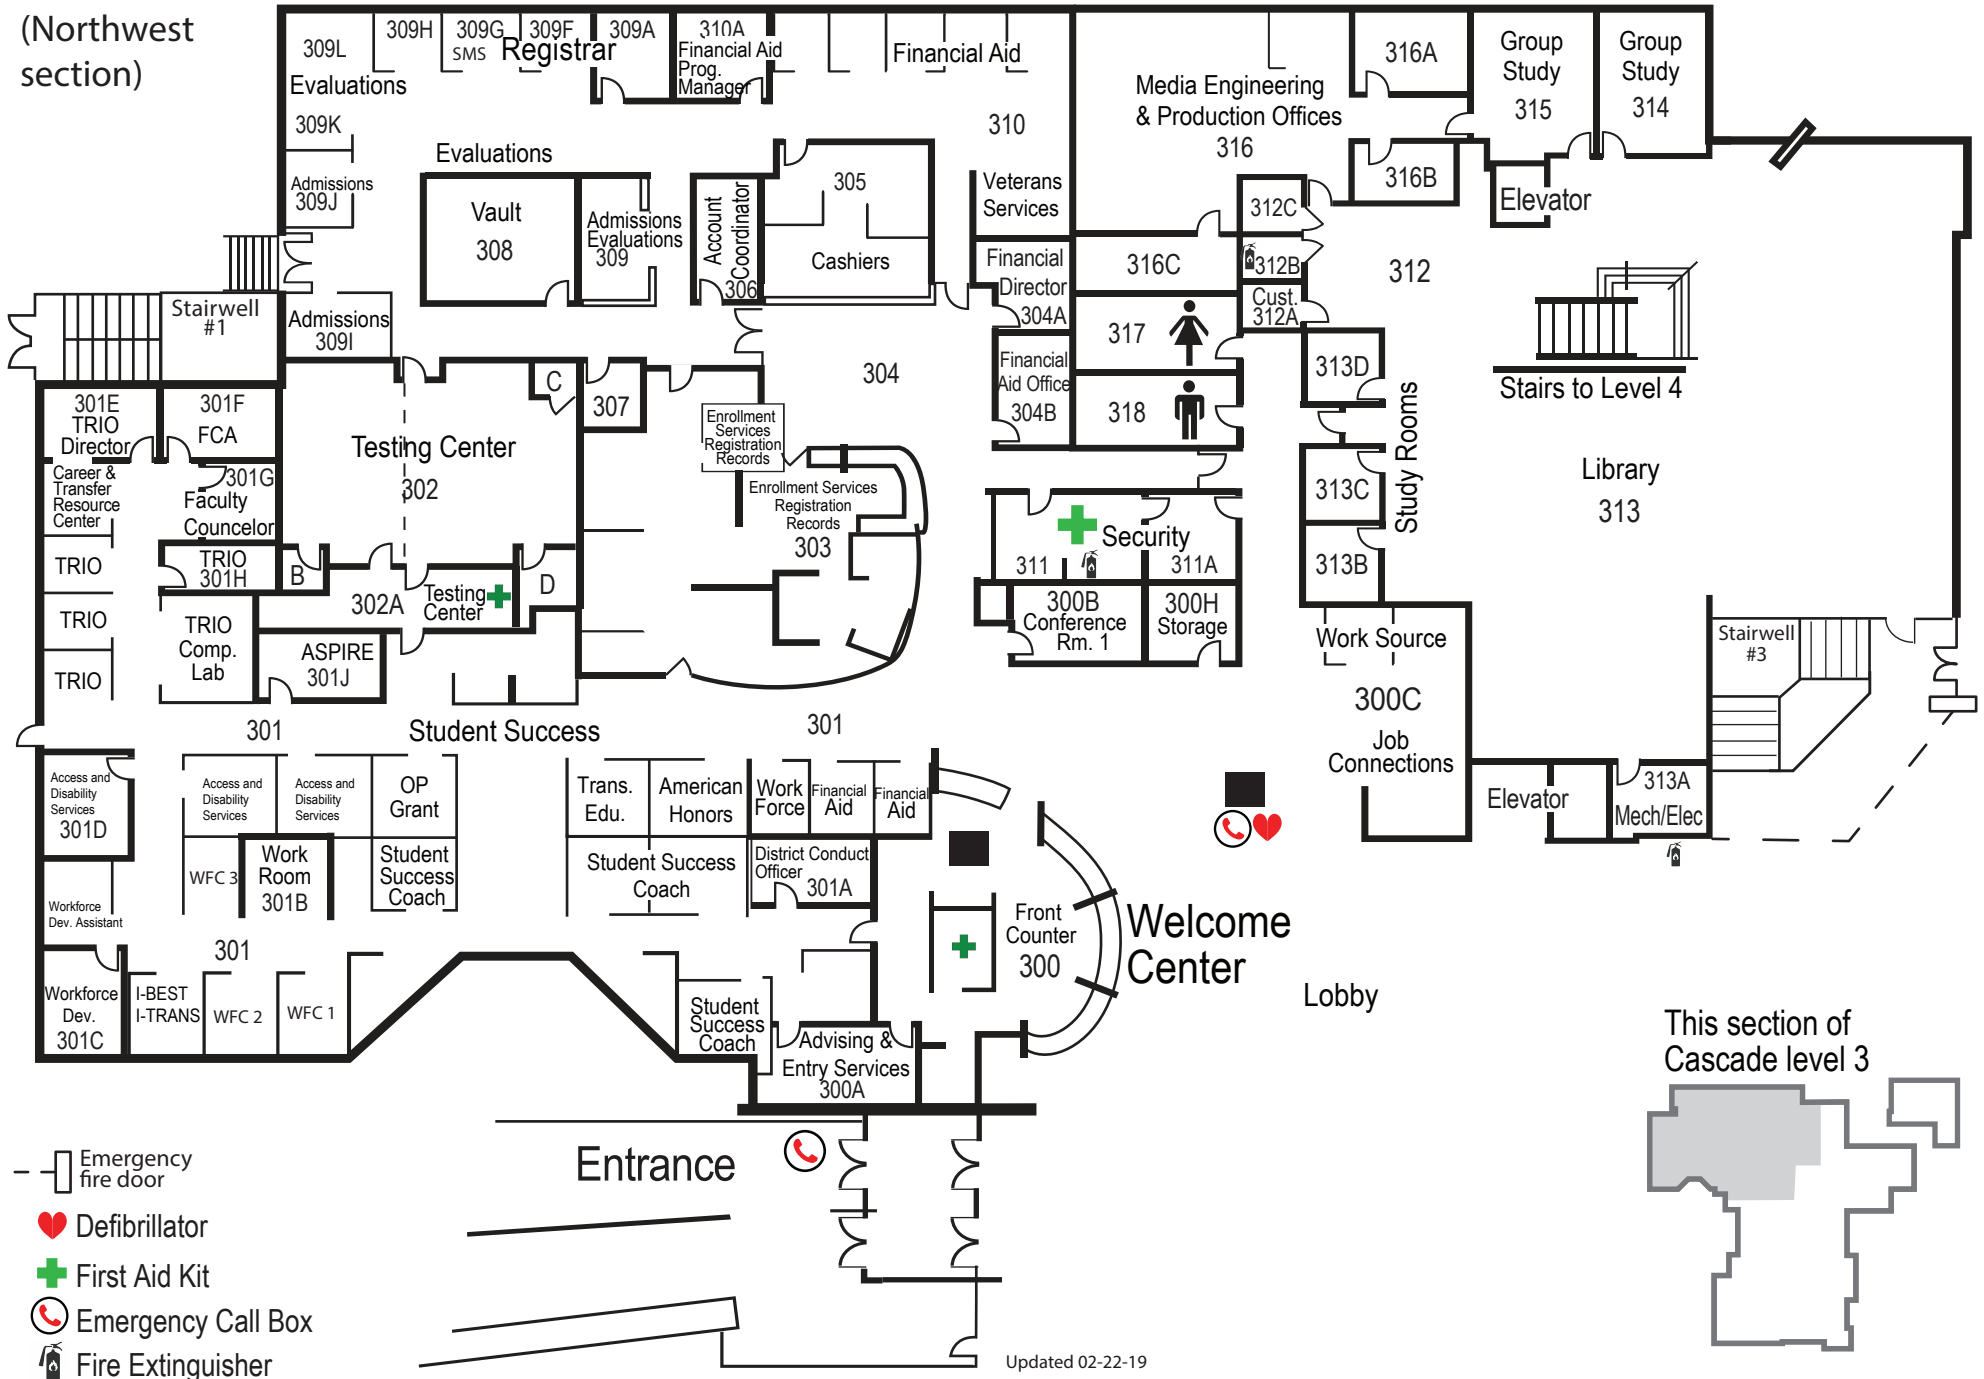 (Northwest
section)
309L
Evaluations
309K
Admissions
309J
309H
309G
SMS
309F
Registrar
309A
310A
Financial Aid
Prog.
Manager
Financial Aid
310
Veterans
Services
Evaluations
Vault
308
Admissions
Evaluations
309
Account
Coordinator
306
305
Cashiers
Financial
Director
304A
Financial
Aid Office
304B
Media Engineering
& Production Offices
316
316A
316B
316C
Group
Study
315
Group
Study
314
Elevator
312C
312B
Cust.
312A
312
317
318
313D
313C
313B
Study Rooms
Stairs to Level 4
Library
313
Stairwell
#1
Admissions
309I
301E
TRIO
Director
301F
FCA
Career &
Transfer
Resource
Center
301G
Faculty
Councelor
TRIO
TRIO
301H
TRIO
TRIO
TRIO
Comp.
Lab
Testing Center
302
B
C
D
307
302A
Testing
Center
ASPIRE
301J
304
Enrollment
Services
Registration
Records
Enrollment Services
Registration
Records
303
Security
311
311A
300B
Conference
Rm. 1
300H
Storage
Work Source
300C
Job
Connections
Stairwell
#3
Elevator
313A
Mech/Elec
301
Student Success
301
Access and
Disability
Services
301D
Access and
Disability
Services
Access and
Disability
Services
OP
Grant
Trans.
Edu.
American
Honors
Work
Force
Financial
Aid
Financial
Aid
WFC 3
Work
Room
301B
Student
Success
Coach
Student Success
Coach
District Conduct
Officer
301A
Workforce
Dev. Assistant
301
Workforce
Dev.
301C
I-BEST
I-TRANS
WFC 2
WFC 1
Student
Success
Coach
Advising &
Entry Services
300A
Front
Counter
300
Welcome
Center
Lobby
This section of
Cascade level 3
Entrance
Emergency
fire door
Defibrillator
First Aid Kit
Emergency Call Box
Fire Extinguisher
Updated 02-22-19